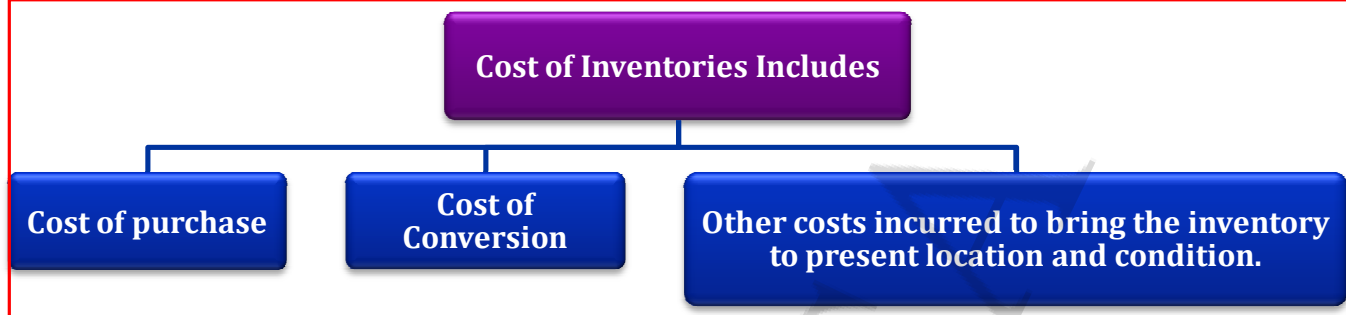 Cost of Inventories Includes
Cost of purchase
Cost of
Conversion
Other costs incurred to bring the inventory
to present location and condition.